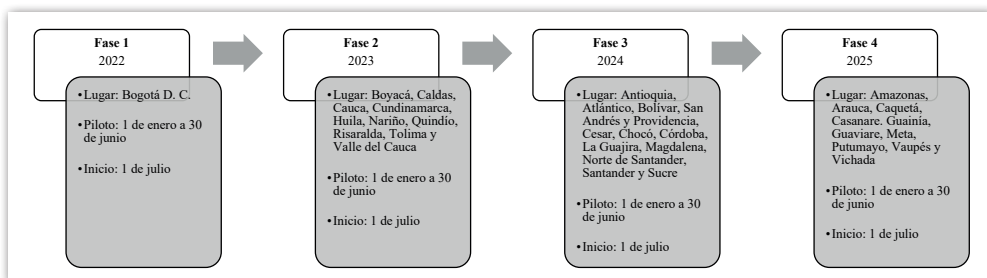 Fase 1
2022
•Lugar: Bogotá D. C.
•Piloto: 1 de enero a 30
de junio
•Inicio: 1 de julio
Fase 2
2023
•Lugar: Boyacá, Caldas,
Cauca, Cundinamarca,
Huila, Nariño, Quindío,
Risaralda, Tolima y
Valle del Cauca
•Piloto: 1 de enero a 30
de junio
•Inicio: 1 de julio
Fase 3
2024
•Lugar: Antioquia,
Atlántico, Bolívar, San
Andrés y Providencia,
Cesar, Chocó, Córdoba,
La Guajira, Magdalena,
Norte de Santander,
Santander y Sucre
•Piloto: 1 de enero a 30
de junio
•Inicio: 1 de julio
Fase 4
2025
•Lugar: Amazonas,
Arauca, Caquetá,
Casanare. Guainía,
Guaviare, Meta,
Putumayo, Vaupés y
Vichada
•Piloto: 1 de enero a 30
de junio
•Inicio: 1 de julio